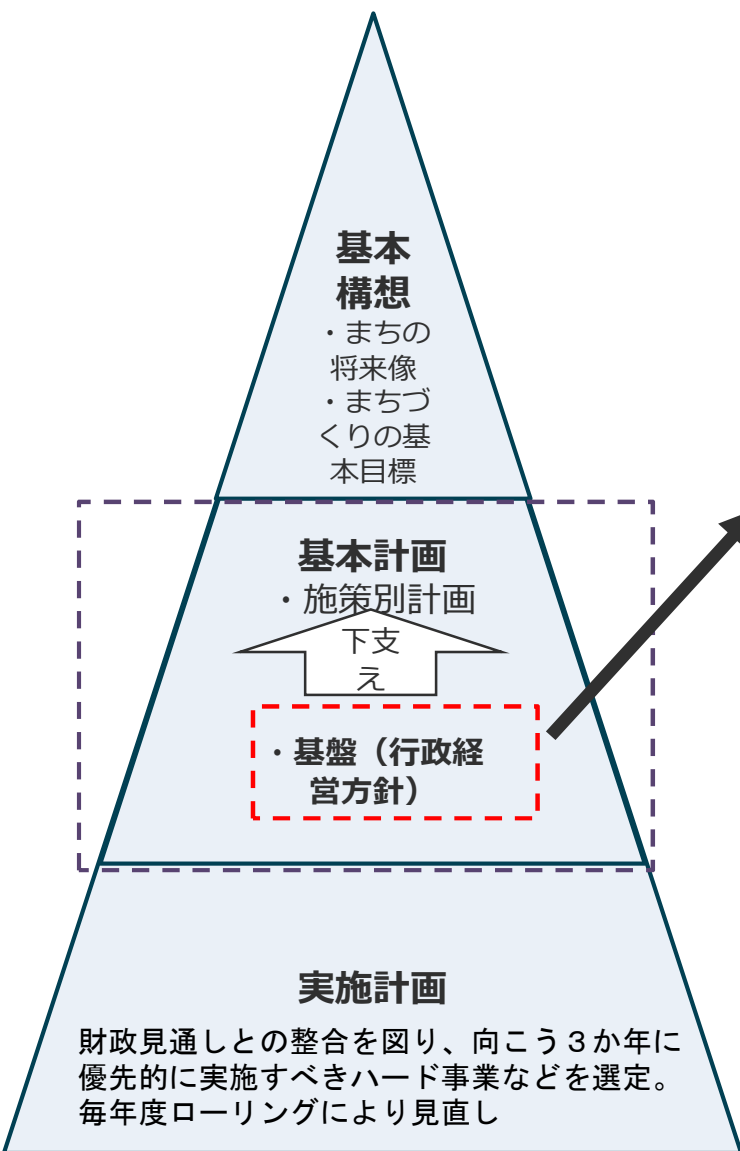 基本
構想
・まちの
将来像
・まちづ
くりの基
本目標
基本計画
・施策別計画
下支
え
・基盤（行政経
営方針）
実施計画
財政見通しとの整合を図り、向こう３か年に
優先的に実施すべきハード事業などを選定。
毎年度ローリングにより見直し